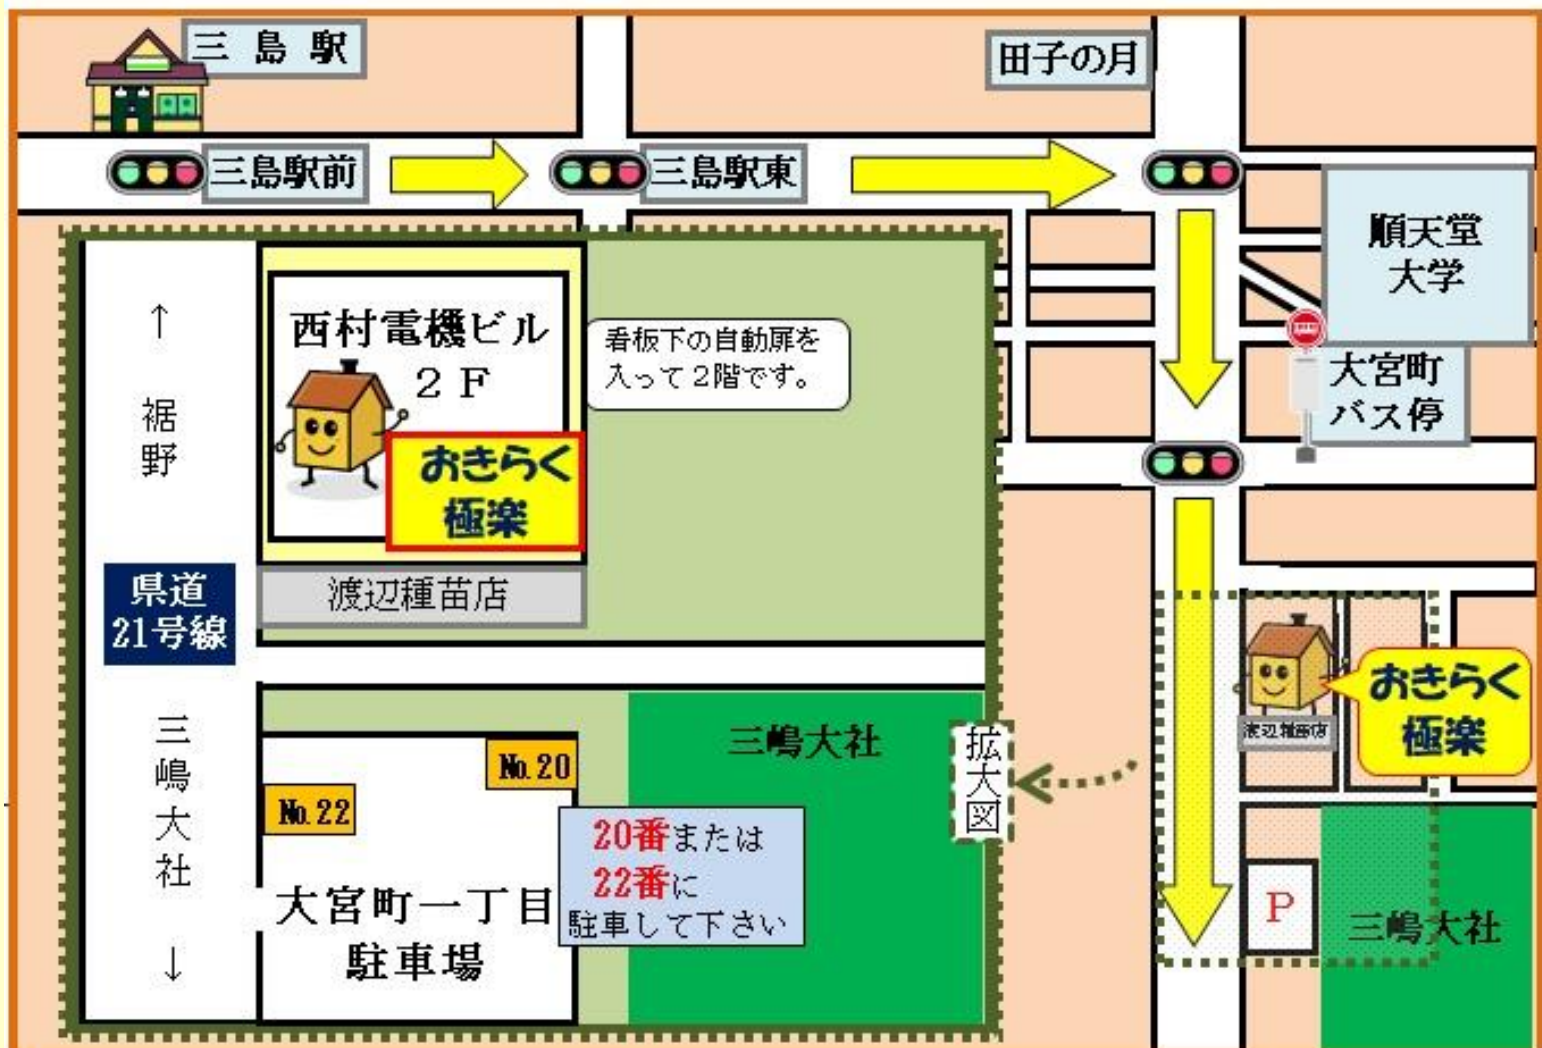 三島駅
田子の月
三島駅前
三島駅東
順天堂
大学
大宮町
バス停
↑
裾野
県道
21号線
三嶋大社
↓
西村電機ビル
2F
おきらく
極楽
看板下の自動扉を
入って2階です。
渡辺種苗店
三嶋大社
No.20
No.22
20番または
22番に
駐車して下さい
大宮町一丁目
駐車場
拡大図
おきらく
極楽
渡辺種苗店
P
三嶋大社